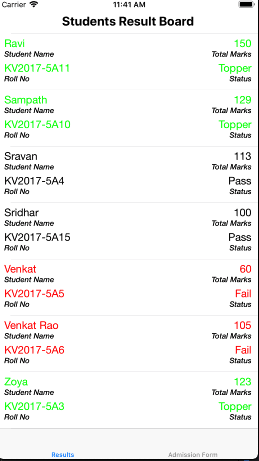 Carrier 11:41 AM
Students Result Board
Ravi 150
Student Name Total Marks
KV2017-5A11 Topper
Roll No Status
Sampath 129
Student Name Total Marks
KV2017-5A10 Topper
Roll No Status
Sravan 113
Student Name Total Marks
KV2017-5A4 Pass
Roll No Status
Sridhar 100
Student Name Total Marks
KV2017-5A15 Pass
Roll No Status
Venkat 60
Student Name Total Marks
KV2017-5A5 Fail
Roll No Status
Venkat Rao 105
Student Name Total Marks
KV2017-5A6 Fail
Roll No Status
Zoya 123
Student Name Total Marks
KV2017-5A3 Topper
Roll No Status
Results Admission Form